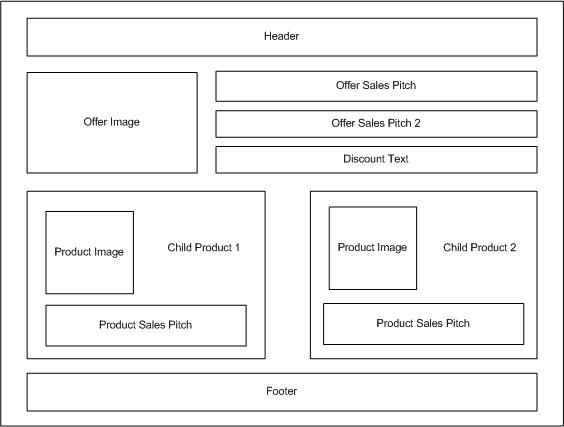 Header
Offer Image
Offer Sales Pitch
Offer Sales Pitch 2
Discount Text
Product Image
Child Product 1
Product Sales Pitch
Product Image
Child Product 2
Product Sales Pitch
Footer